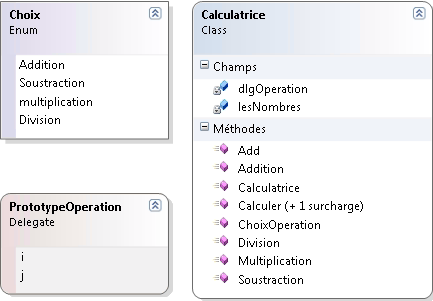 Choix
Enum
Addition
Soustraction
multiplication
Division
PrototypeOperation
Delegate
i
j
Calculatrice
Class
Champs
dlgOperation
lesNombres
Méthodes
Add
Addition
Calculatrice
Calculer (+ 1 surcharge)
ChoixOperation
Division
Multiplication
Soustraction